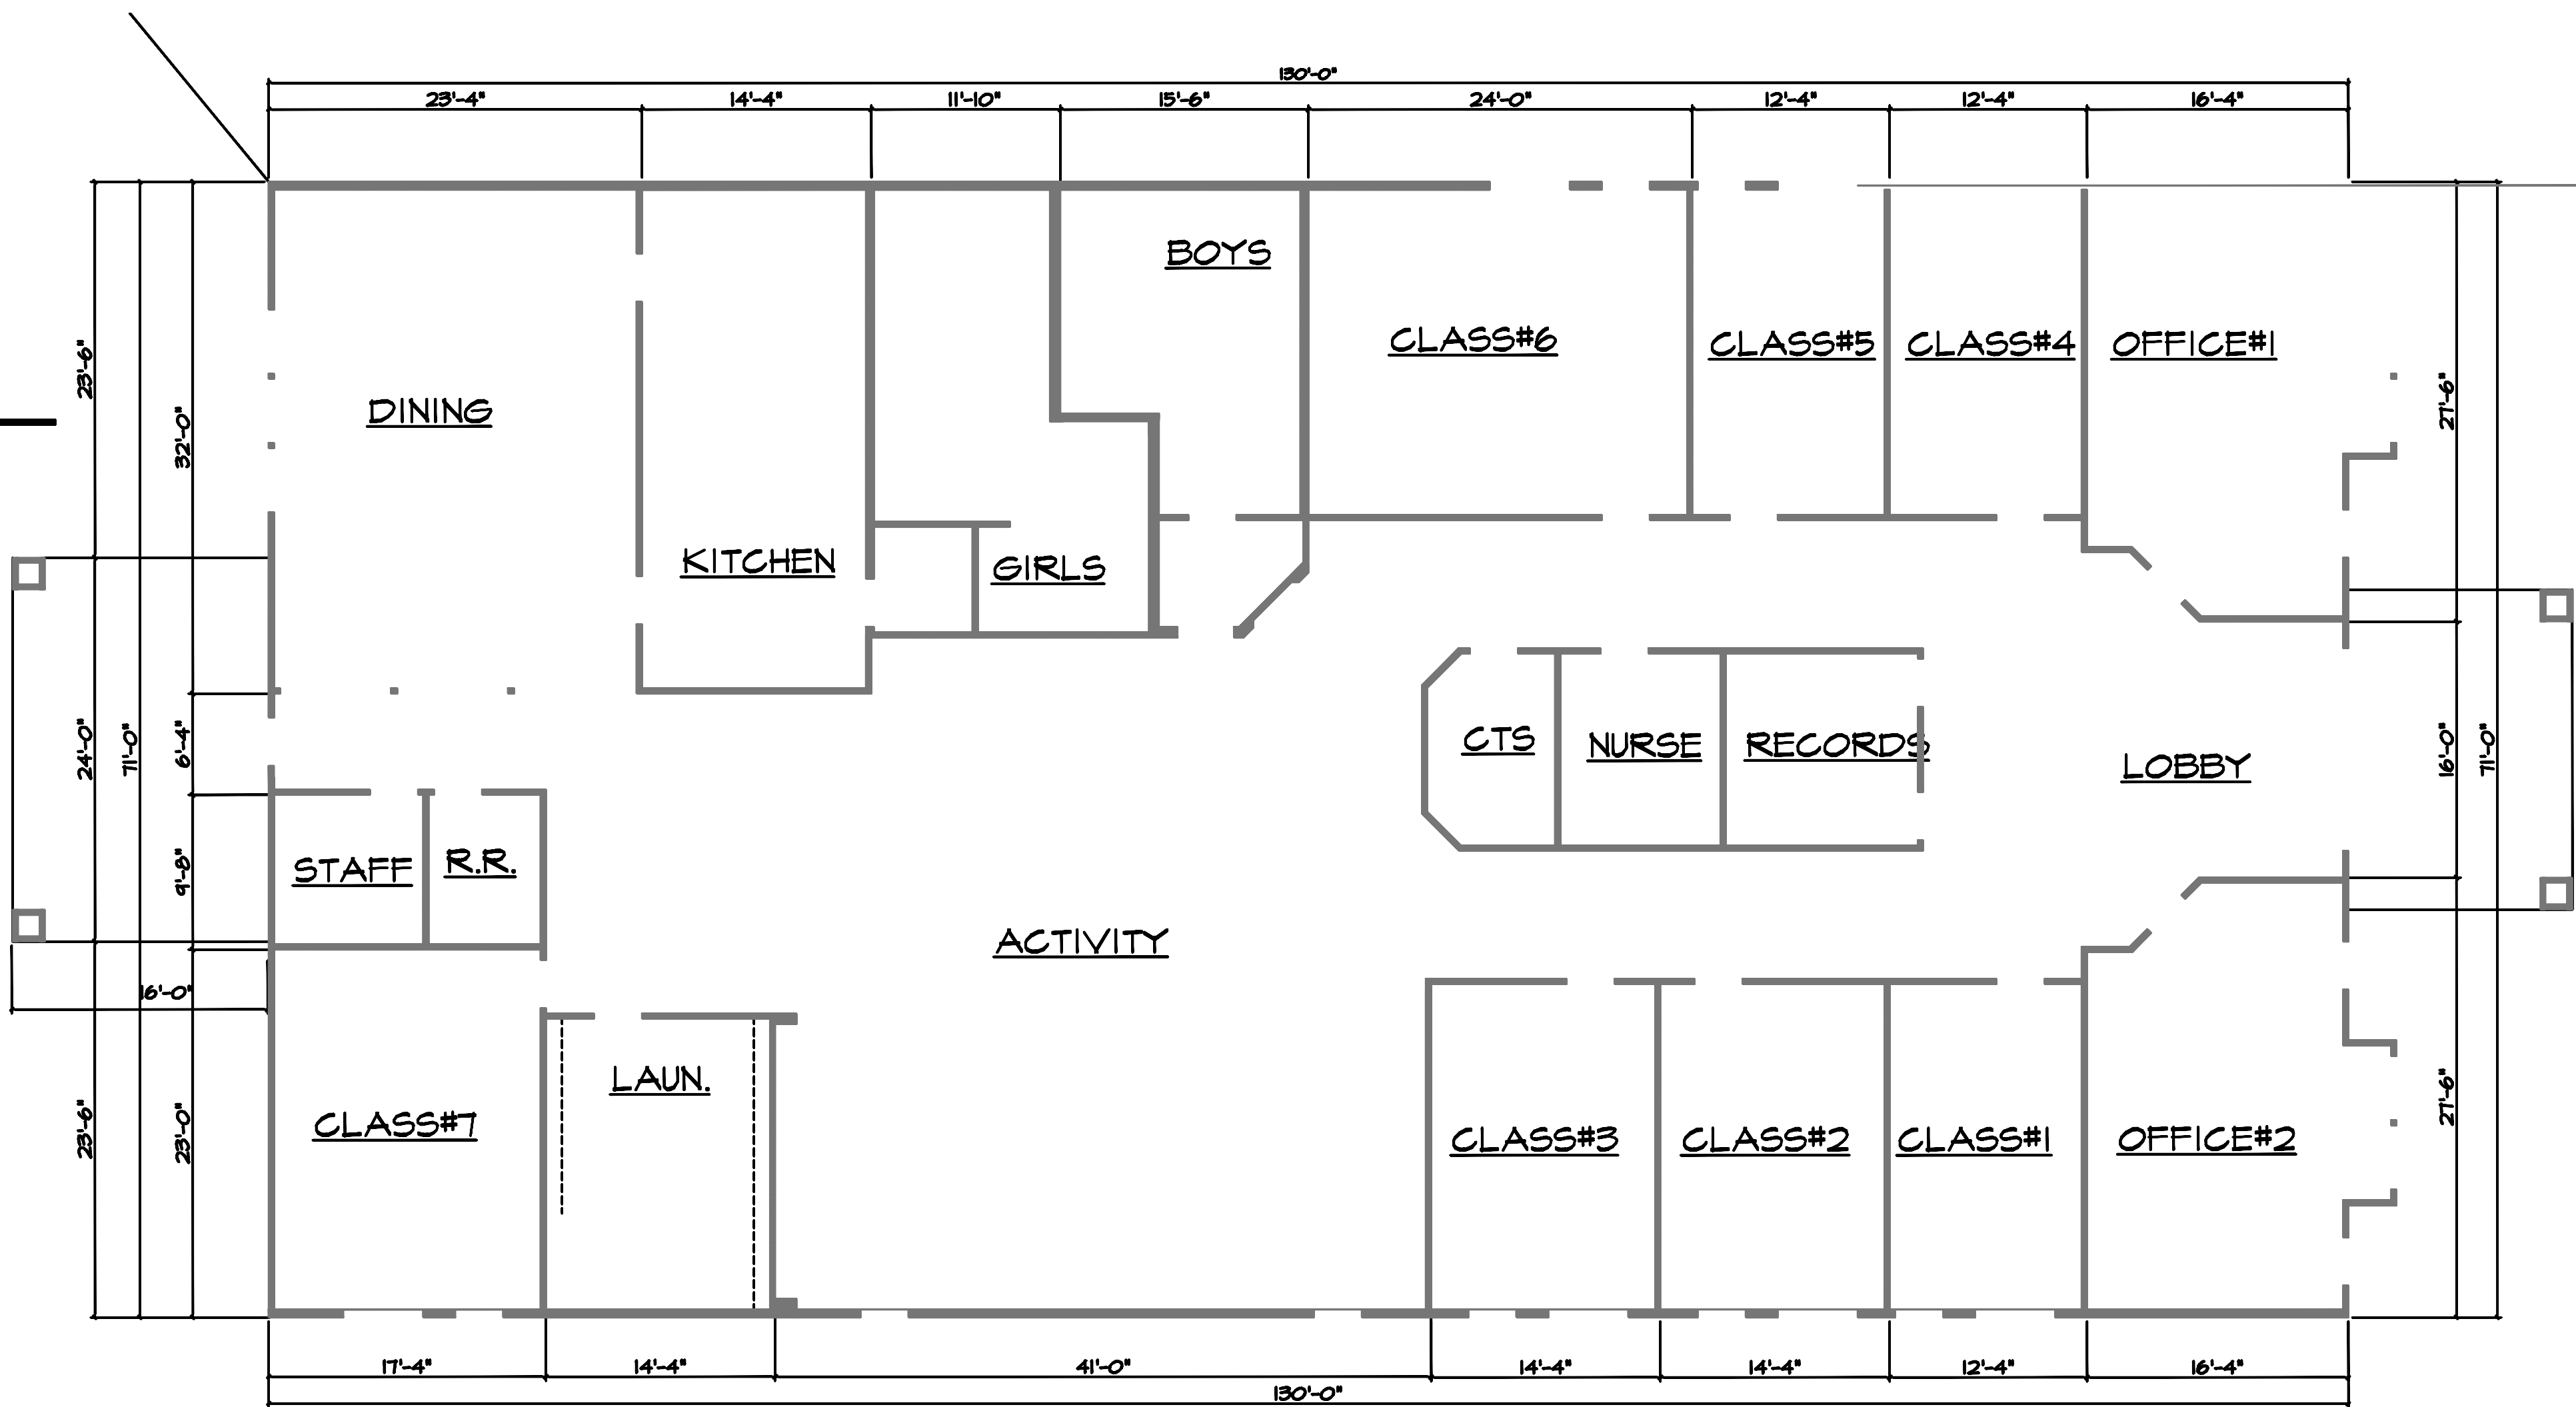 130'-0"
23'-4"
14'-4"
11'-10"
15'-6"
24'-0"
12'-4"
12'-4"
16'-4"
BOYS
CLASS#6
CLASS#5
CLASS#4
OFFICE#1
23'-6"
32'-0"
27'-6"
DINING
KITCHEN
GIRLS
24'-0"
71'-0"
6'-4"
CTS
NURSE
RECORDS
LOBBY
16'-0"
71'-0"
STAFF
R.R.
9'-8"
ACTIVITY
16'-0"
LAUN.
CLASS#7
CLASS#3
CLASS#2
CLASS#1
OFFICE#2
23'-6"
23'-0"
27'-6"
17'-4"
14'-4"
41'-0"
14'-4"
14'-4"
12'-4"
16'-4"
130'-0"